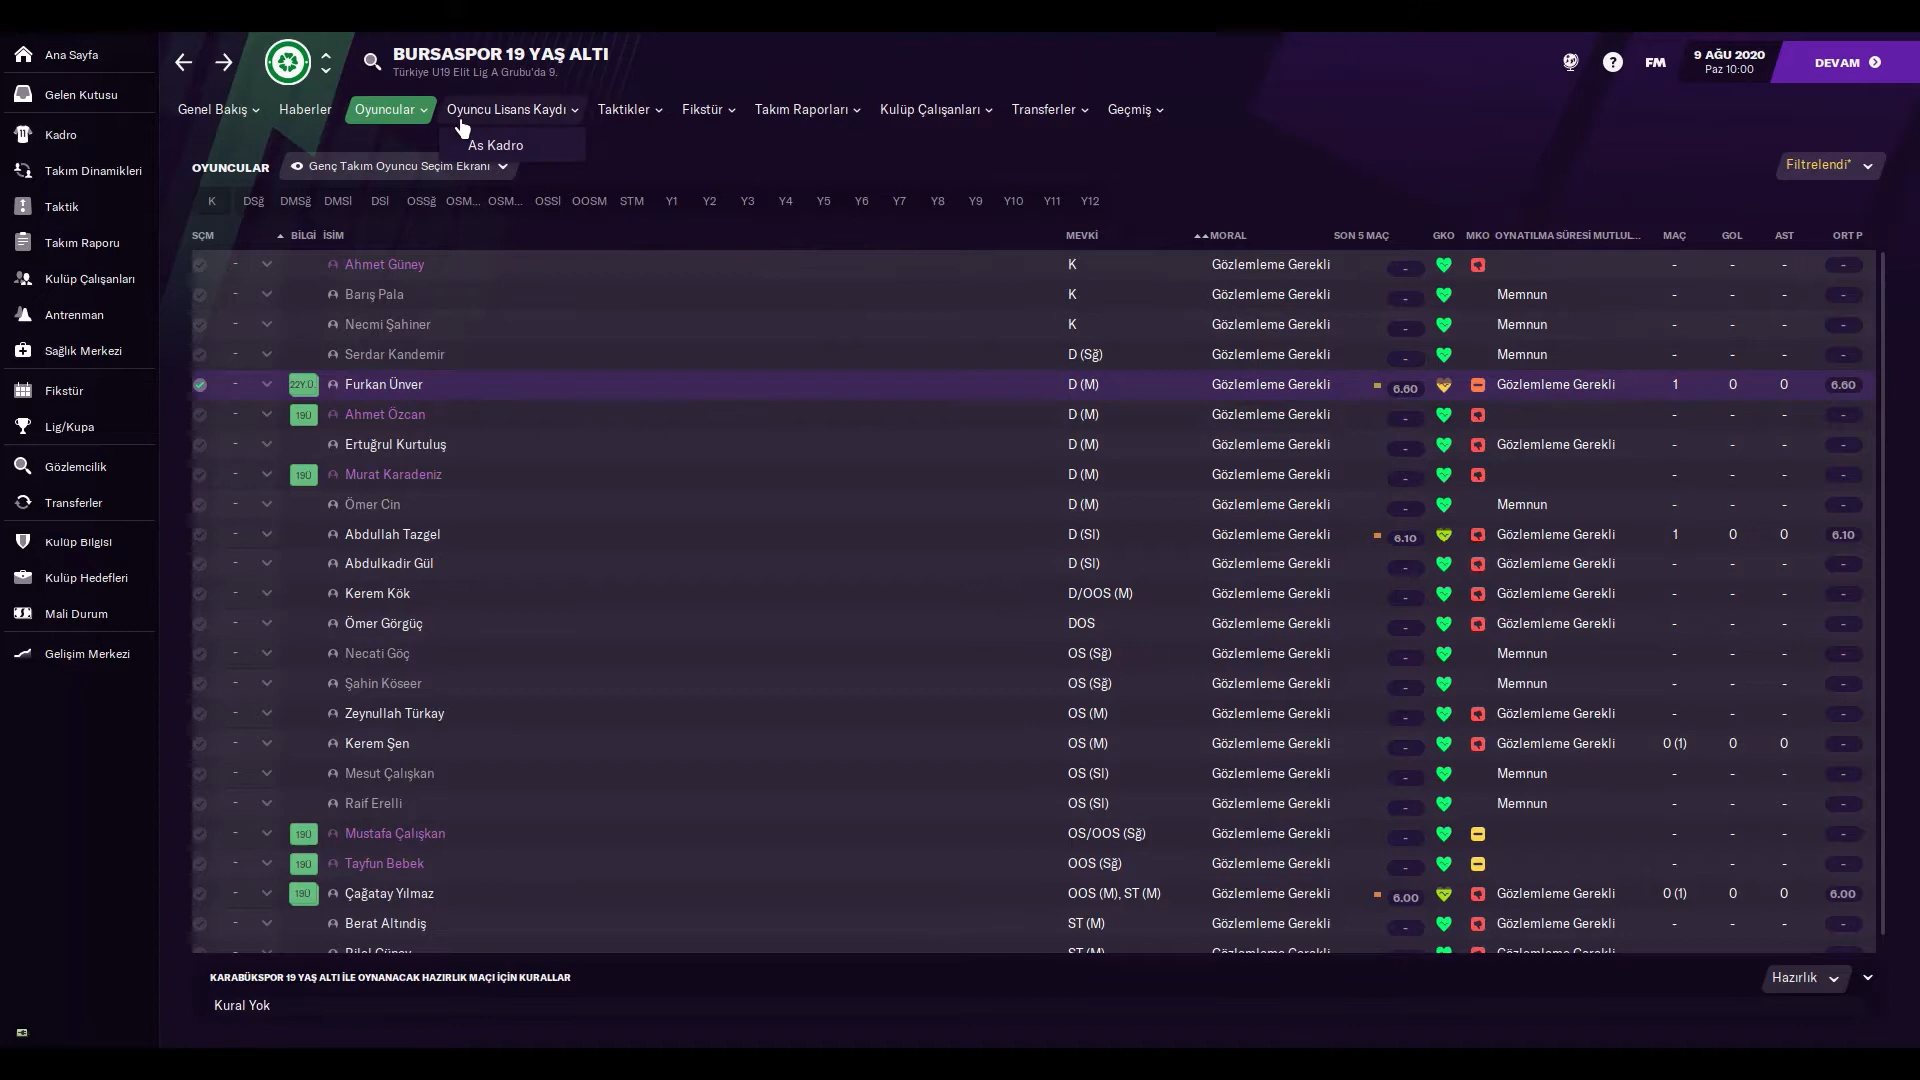 Ana Sayfa
Gelen Kutusu
Kadro
Takım Dinamikleri
Taktik
Takım Raporu
Kulüp Çalışanları
Antrenman
Sağlık Merkezi
Fikstür
Lig/Kupa
Gözlemcilik
Transferler
Kulüp Bilgisi
Kulüp Hedefleri
Mali Durum
Gelişim Merkezi
BURSASPOR 19 YAŞ ALTI
Türkiye U19 Elit Lig A Grubu'da 9.
FM
9 AĞU 2020
Paz 10:00
DEVAM
Genel Bakış Haberler Oyuncular Oyuncu Lisans Kaydı Taktikler Fikstür Takım Raporları Kulüp Çalışanları Transferler Geçmiş
As Kadro
OYUNCULAR Genç Takım Oyuncu Seçim Ekranı Filtrelendi*
K DSğ DMSğ DMSl DSl OSSğ OSM... OSM... OSSl OOSM STM Y1 Y2 Y3 Y4 Y5 Y6 Y7 Y8 Y9 Y10 Y11 Y12
SÇM BİLGİ İSİM MEVKİ MORAL SON 5 MAÇ GKO MKO OYNATILMA SÜRESİ MUTLUL... MAÇ GOL AST ORT P
- Ahmet Güney K Gözlemleme Gerekli - - - - -
- Barış Pala K Gözlemleme Gerekli - Memnun - - - -
- Necmi Şahiner K Gözlemleme Gerekli - Memnun - - - -
- Serdar Kandemir D (Sğ) Gözlemleme Gerekli - Memnun - - - -
- 22Y.Ü. Furkan Ünver D (M) 6.60 Gözlemleme Gerekli 1 0 0 6.60
- 19Ü Ahmet Özcan D (M) Gözlemleme Gerekli - - - - -
- Ertuğrul Kurtuluş D (M) Gözlemleme Gerekli - Gözlemleme Gerekli - - - -
- 19Ü Murat Karadeniz D (M) Gözlemleme Gerekli - - - - -
- Ömer Cin D (M) Gözlemleme Gerekli - Memnun - - - -
- Abdullah Tazgel D (Sl) Gözlemleme Gerekli 6.10 Gözlemleme Gerekli 1 0 0 6.10
- Abdulkadir Gül D (Sl) Gözlemleme Gerekli - Gözlemleme Gerekli - - - -
- Kerem Kök D/OOS (M) Gözlemleme Gerekli - Gözlemleme Gerekli - - - -
- Ömer Görgüç DOS Gözlemleme Gerekli - Gözlemleme Gerekli - - - -
- Necati Göç OS (Sğ) Gözlemleme Gerekli - Memnun - - - -
- Şahin Köseer OS (Sğ) Gözlemleme Gerekli - Memnun - - - -
- Zeynullah Türkay OS (M) Gözlemleme Gerekli - Gözlemleme Gerekli - - - -
- Kerem Şen OS (M) Gözlemleme Gerekli - Gözlemleme Gerekli 0 (1) 0 0 -
- Mesut Çalışkan OS (Sl) Gözlemleme Gerekli - Memnun - - - -
- Raif Erelli OS (Sl) Gözlemleme Gerekli - Memnun - - - -
- 19Ü Mustafa Çalışkan OS/OOS (Sğ) Gözlemleme Gerekli - - - - -
- 19Ü Tayfun Bebek OOS (Sğ) Gözlemleme Gerekli - - - - -
- 19Ü Çağatay Yılmaz OOS (M), ST (M) Gözlemleme Gerekli 6.00 Gözlemleme Gerekli 0 (1) 0 0 6.00
- Berat Altındiş ST (M) Gözlemleme Gerekli - Gözlemleme Gerekli - - - -
ST (M) Gözlemleme Gerekli Gözlemleme Gerekli
KARABÜKSPOR 19 YAŞ ALTI İLE OYNANACAK HAZIRLIK MAÇI İÇİN KURALLAR Hazırlık
Kural Yok